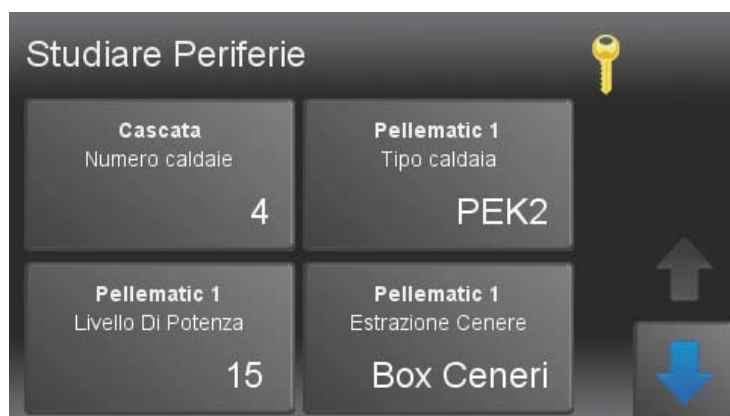 Studiare Periferie
Cascata
Numero caldaie
4
Pellematic 1
Tipo caldaia
PEK2
Pellematic 1
Livello Di Potenza
15
Pellematic 1
Estrazione Cenere
Box Ceneri